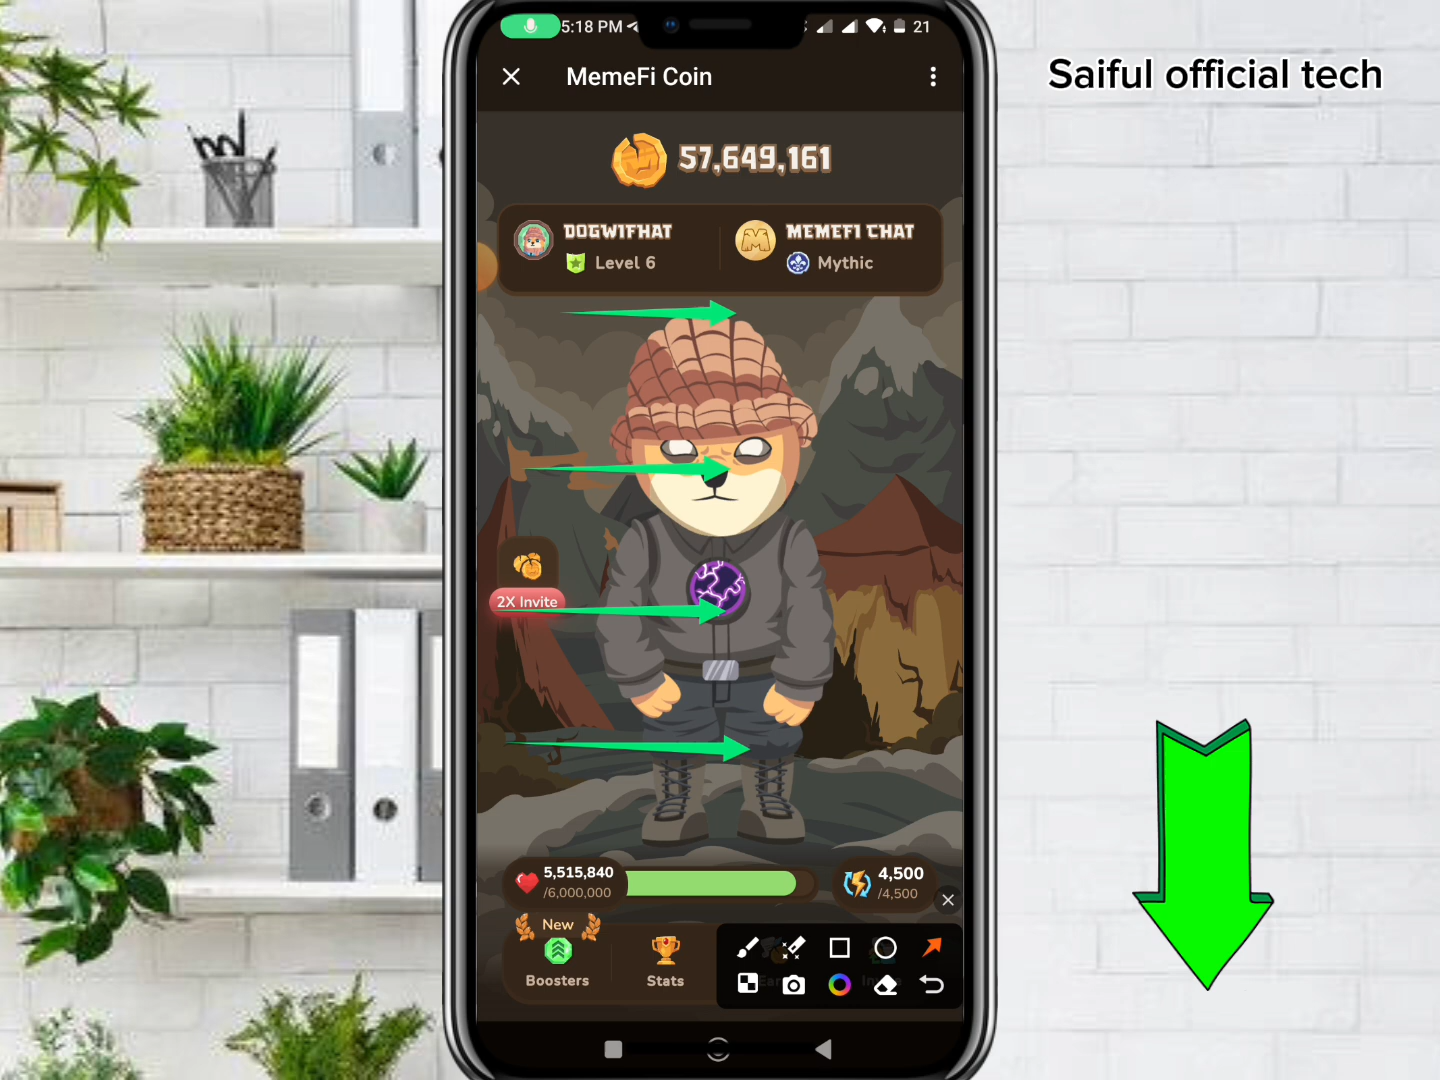 5:18 PM
21
Saiful official tech
MemeFi Coin
57,649,161
DOGWIFHAT
Level 6
MEMEFI CHAT
Mythic
2X Invite
5,515,840
/6,000,000
4,500
/4,500
New
Boosters
Stats